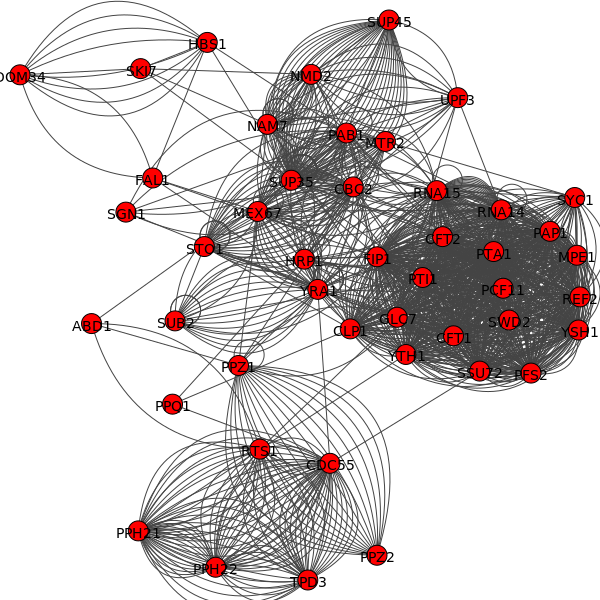 SUP45
HBS1
DOM34
SKI7
NMD2
UPF3
NAM7
PAB1
MTR2
FAL1
SUP35
CBC2
RNA15
SYC1
SGN1
MEX67
RNA14
STO1
CFT2
PAP1
HRP1
FIP1
PTA1
MPE1
YRA1
PTI1
PCF11
REF2
ABD1
SUB2
CLP1
GLC7
SWD2
YSH1
CFT1
YTH1
PPZ1
SSU72
PFS2
PPQ1
RTS1
CDC55
PPH21
PPH22
TPD3
PPZ2